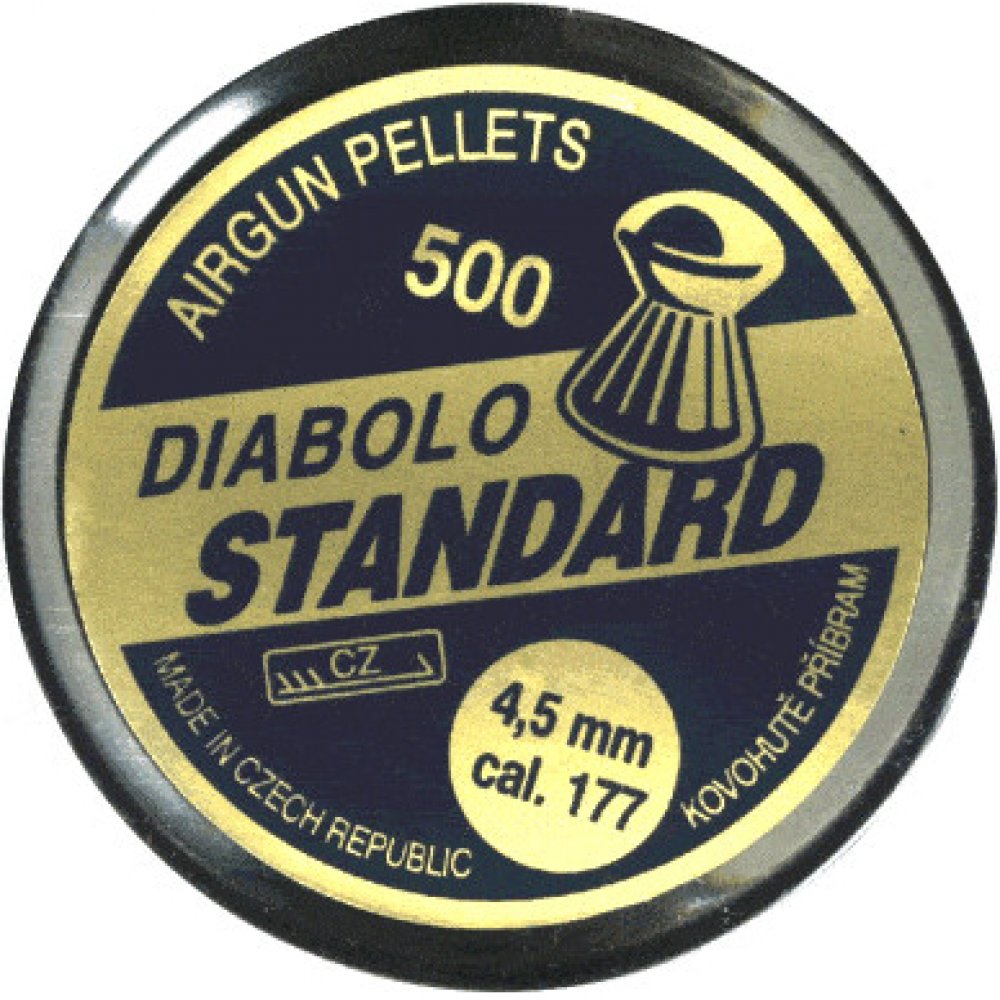 AIRGUN PELLETS
500
DIABOLO
STANDARD
CZ
4,5 mm
cal. 177
MADE IN CZECH REPUBLIC
KOVOHUTĚ PŘÍBRAM